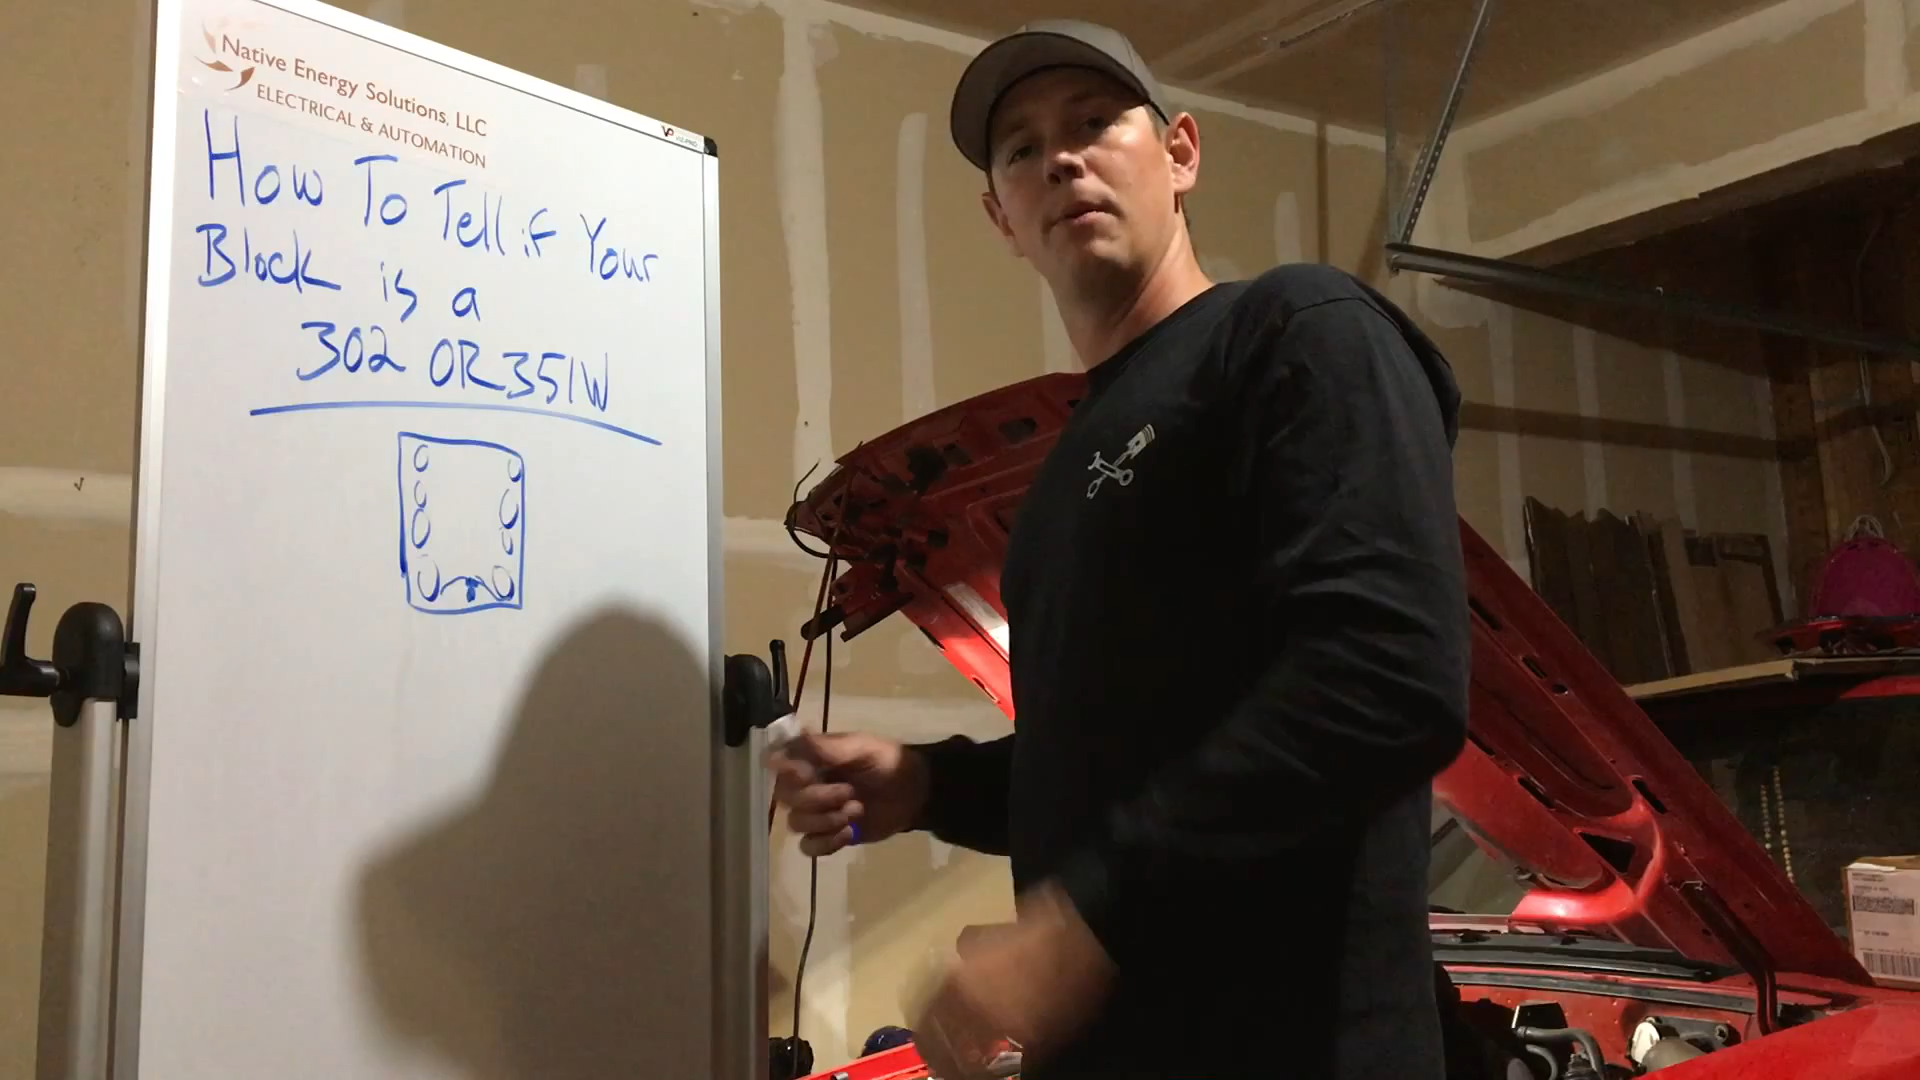 Native Energy Solutions, LLC
ELECTRICAL & AUTOMATION
How To Tell if Your
Block is a
302 OR 351W